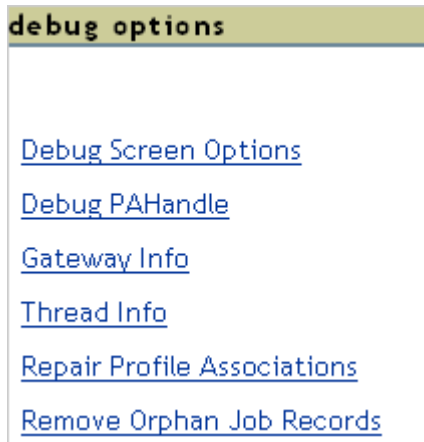 debug options
Debug Screen Options
Debug PAHandle
Gateway Info
Thread Info
Repair Profile Associations
Remove Orphan Job Records